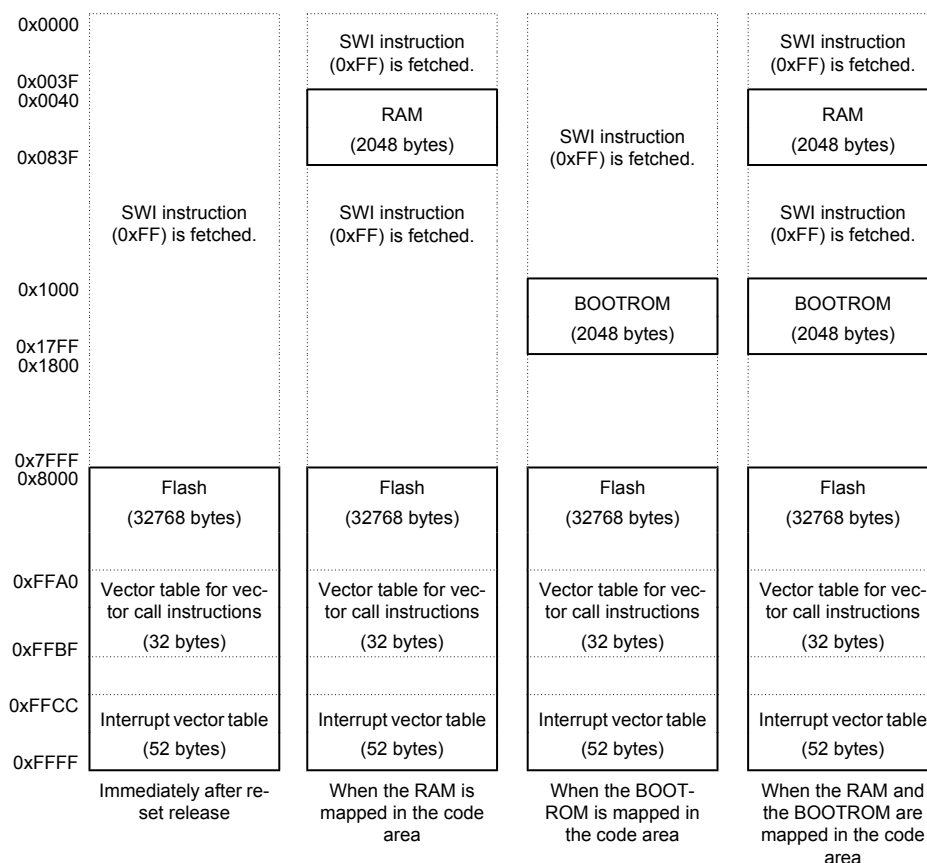 0x0000
0x003F
0x0040
0x083F
0x1000
0x17FF
0x1800
0x7FFF
0x8000
0xFFA0
0xFFBF
0xFFCC
0xFFFF
SWI instruction
(0xFF) is fetched.
Flash
(32768 bytes)
Vector table for vec-
tor call instructions
(32 bytes)
Interrupt vector table
(52 bytes)
Immediately after re-
set release
SWI instruction
(0xFF) is fetched.
RAM
(2048 bytes)
SWI instruction
(0xFF) is fetched.
Flash
(32768 bytes)
Vector table for vec-
tor call instructions
(32 bytes)
Interrupt vector table
(52 bytes)
When the RAM is
mapped in the code
area
SWI instruction
(0xFF) is fetched.
BOOTROM
(2048 bytes)
Flash
(32768 bytes)
Vector table for vec-
tor call instructions
(32 bytes)
Interrupt vector table
(52 bytes)
When the BOOT-
ROM is mapped in
the code area
SWI instruction
(0xFF) is fetched.
RAM
(2048 bytes)
SWI instruction
(0xFF) is fetched.
BOOTROM
(2048 bytes)
Flash
(32768 bytes)
Vector table for vec-
tor call instructions
(32 bytes)
Interrupt vector table
(52 bytes)
When the RAM and
the BOOTROM are
mapped in the code
area